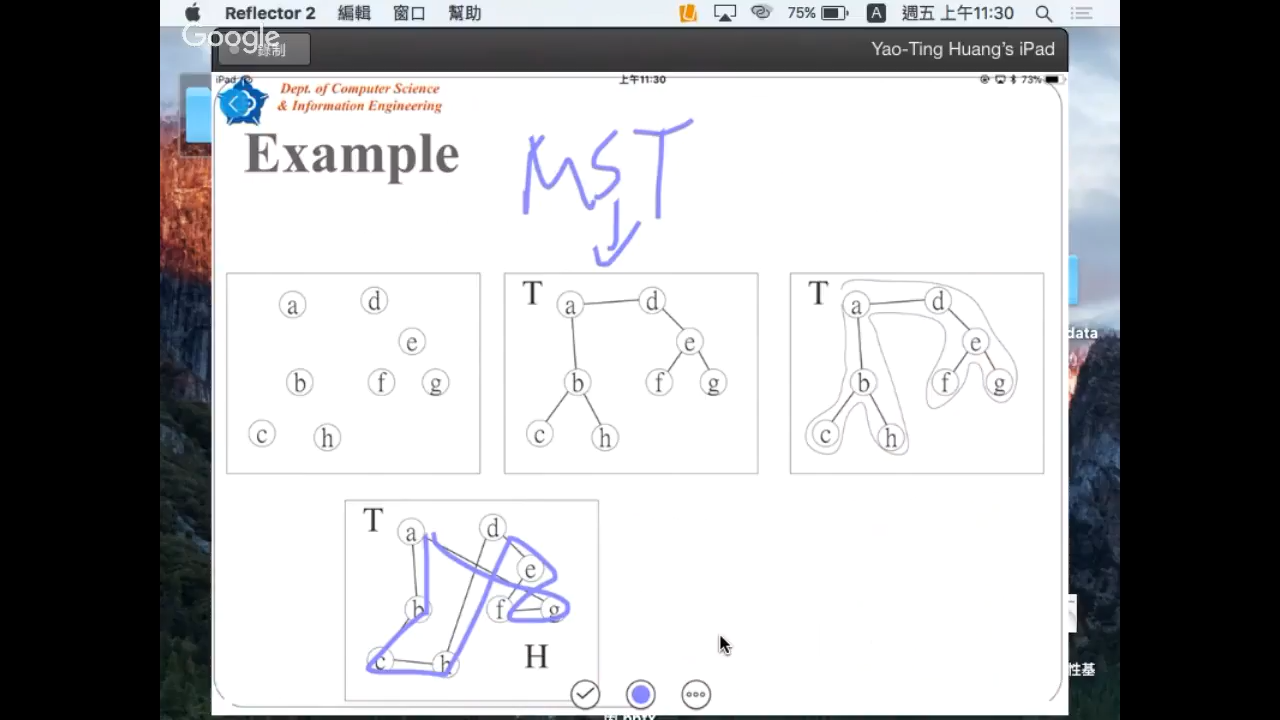 Reflector 2 編輯 窗口 幫助 75% A 週五 上午11:30
Google
錄制
Yao-Ting Huang's iPad
iPad 上午11:30 73%
Dept. of Computer Science
& Information Engineering
Example
MST
a d
e
b f g
c h
T a d
e
b f g
c h
T a d
e
b f g
c h
T a d
e
b f g
c h
H
data
性基